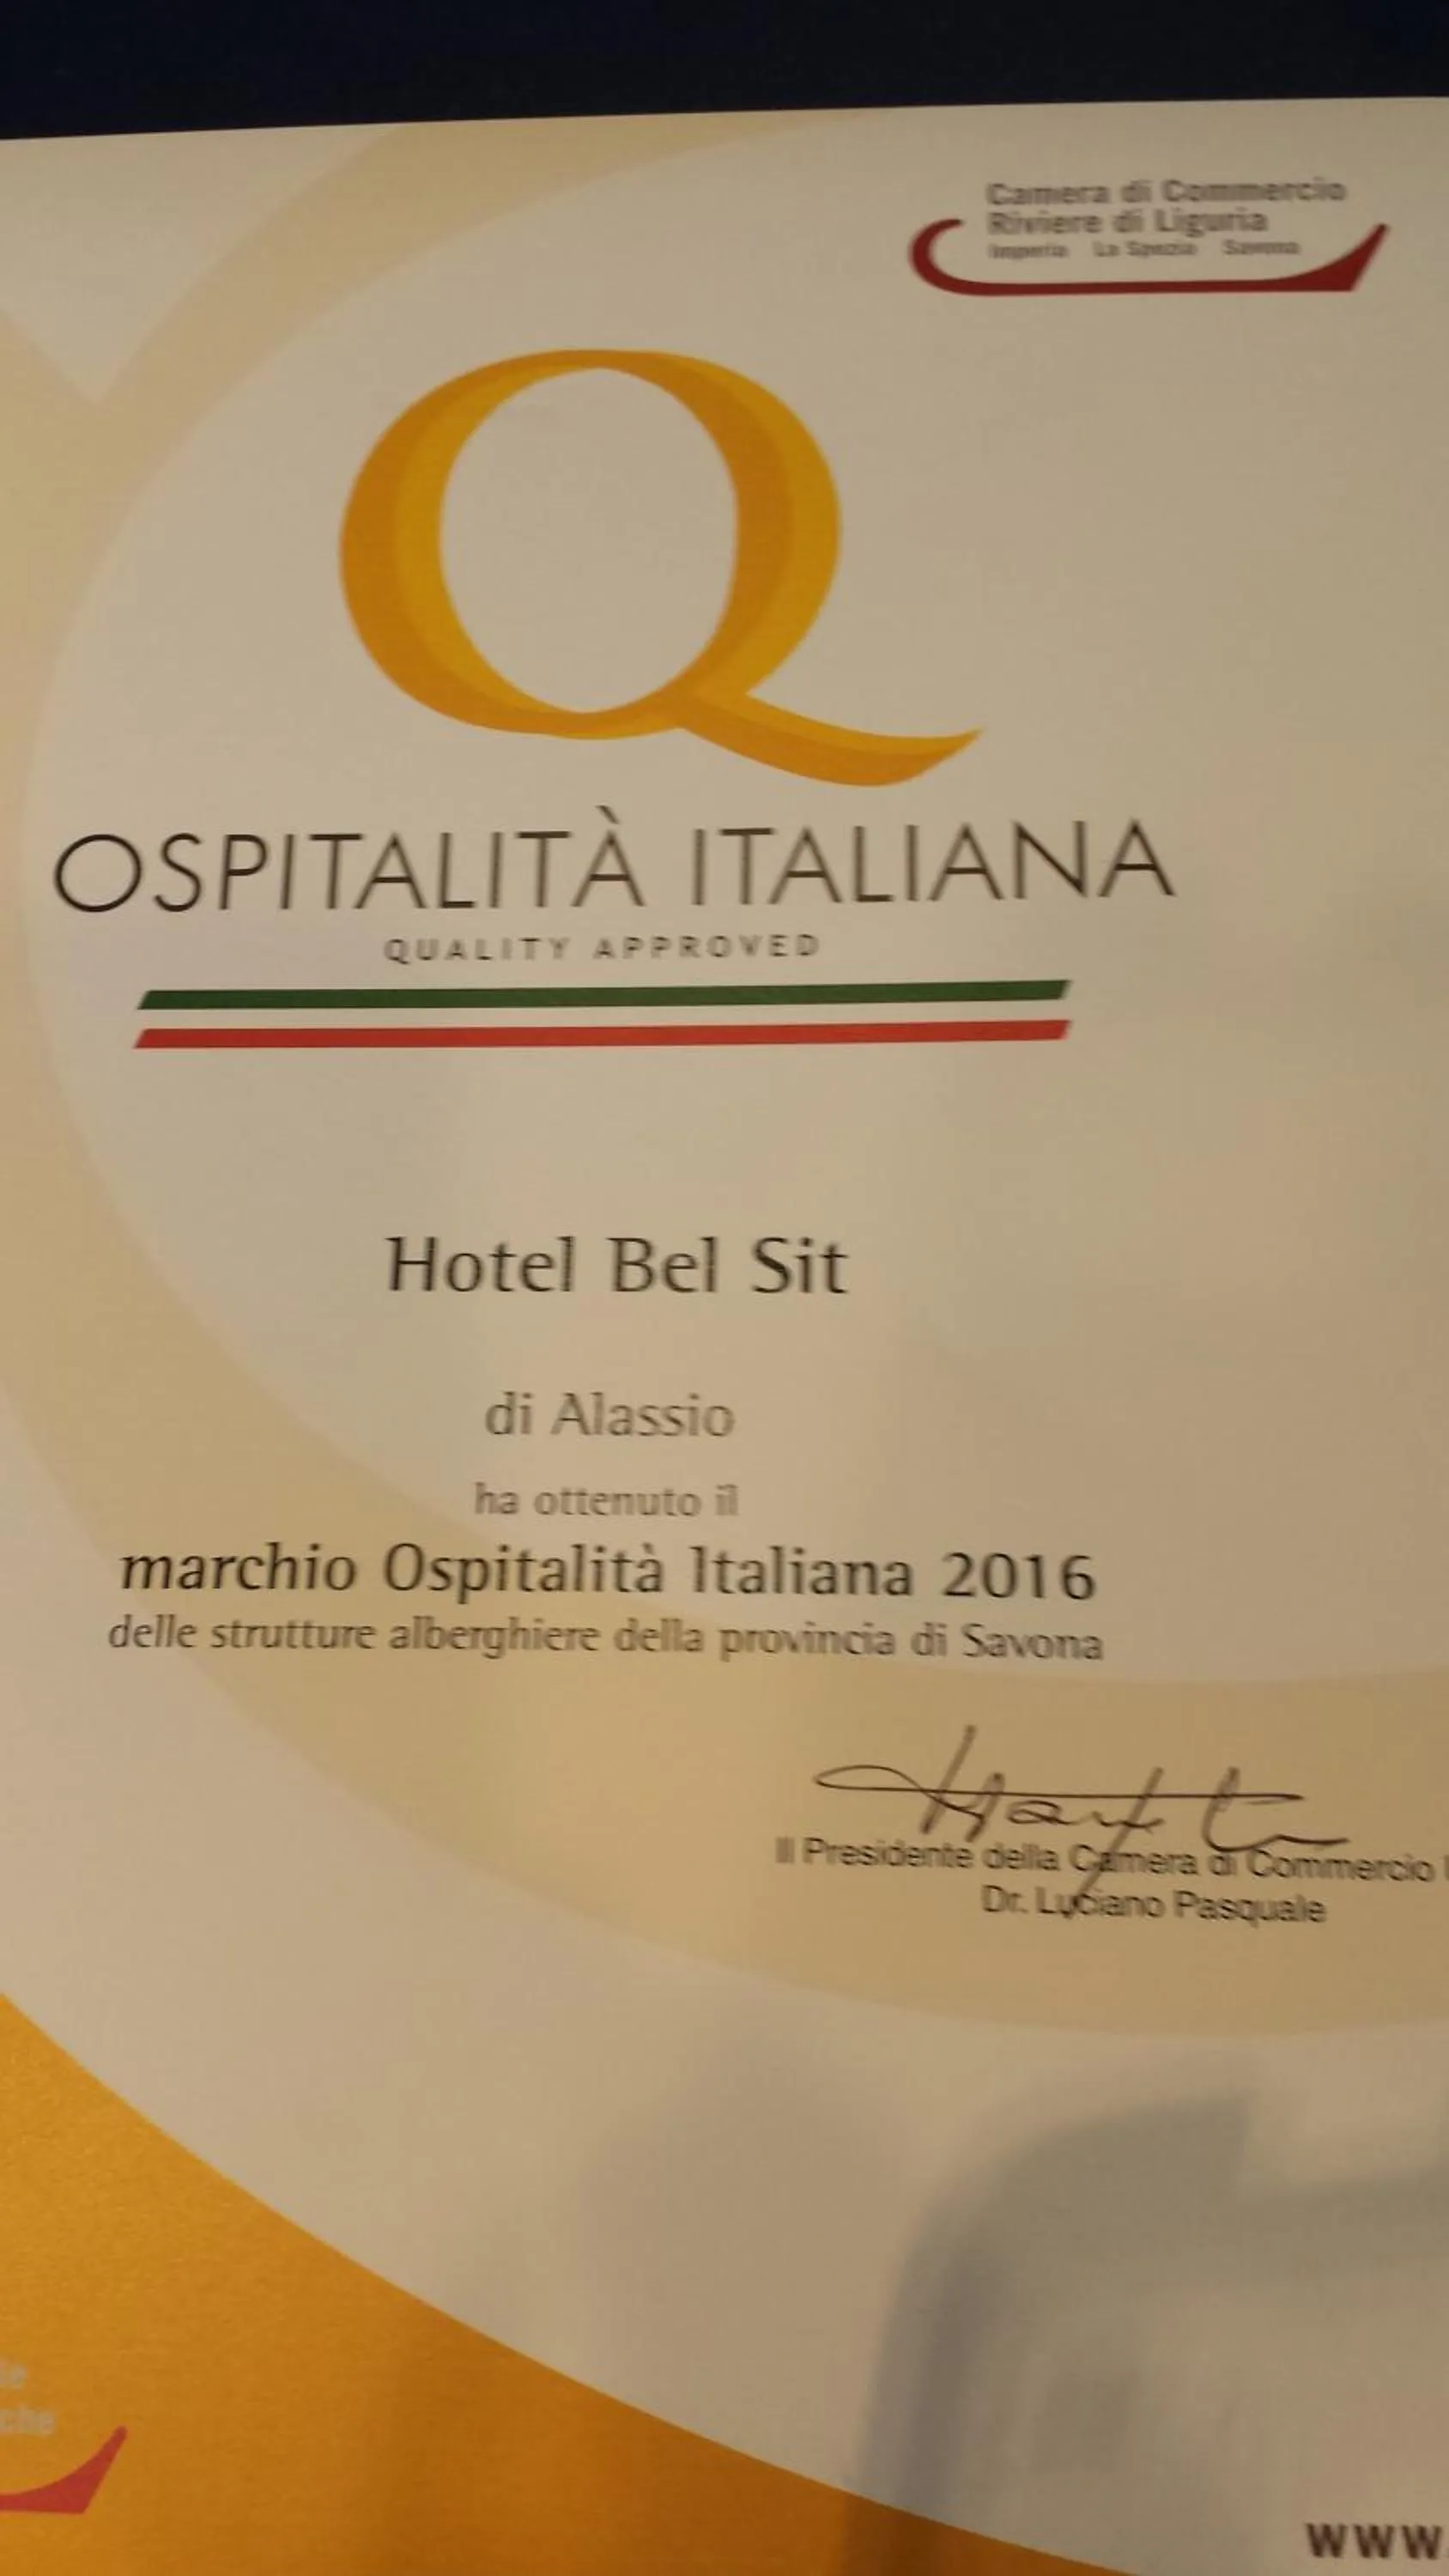 Camera di Commercio
Riviere di Liguria
Imperia La Spezia Savona
Q
OSPITALITÀ ITALIANA
QUALITY APPROVED
Hotel Bel Sit
di Alassio
ha ottenuto il
marchio Ospitalità Italiana 2016
delle strutture alberghiere della provincia di Savona
Il Presidente della Camera di Commercio
Dr. Luciano Pasquale
che
www.